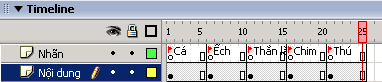 Timeline
1 5 10 15 20 25
Nhãn Cá Ếch Thằn l Chim Thú
Nội dung